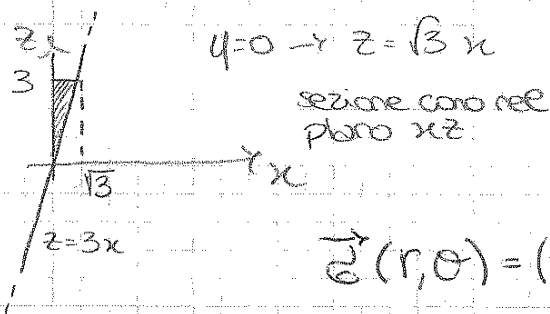 z
y=0 → z=√3 x
3
sezione cono nel
piano xz
x
√3
z=3x
(r,θ) = (